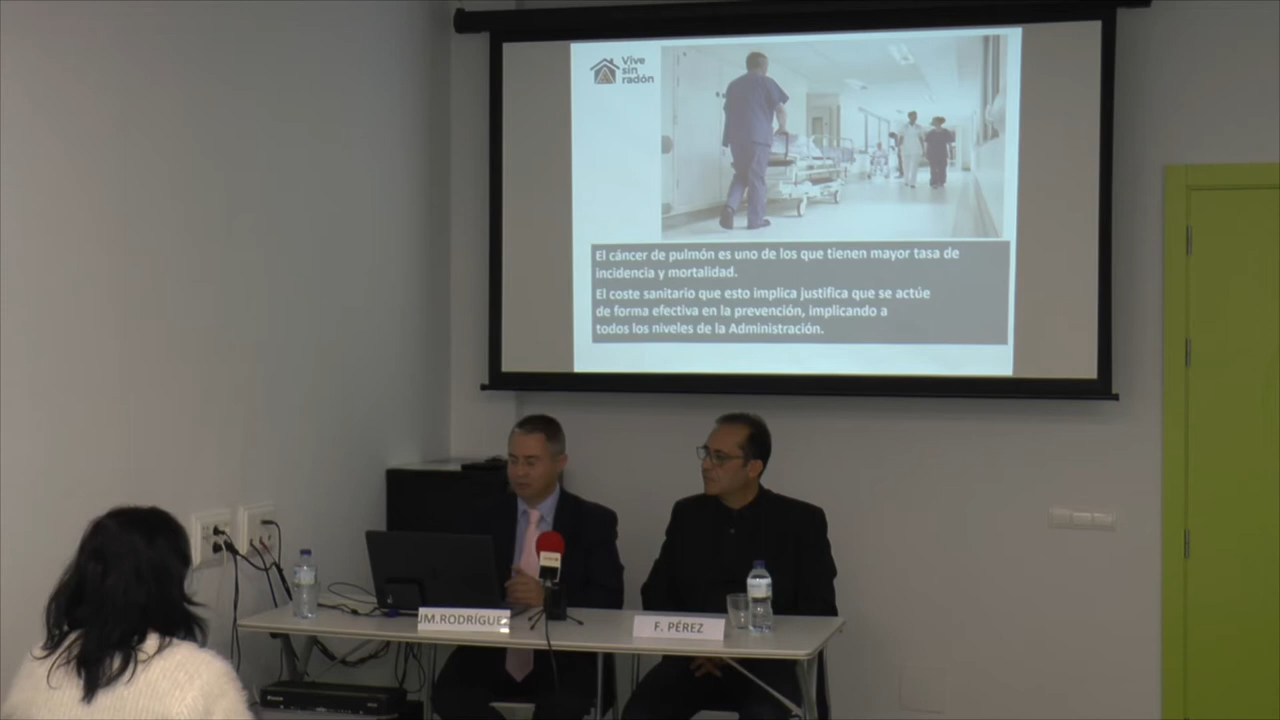 Vive
sin
radón
El cáncer de pulmón es uno de los que tienen mayor tasa de
incidencia y mortalidad.
El coste sanitario que esto implica justifica que se actúe
de forma efectiva en la prevención, implicando a
todos los niveles de la Administración.
JM.RODRÍGUEZ
F. PÉREZ